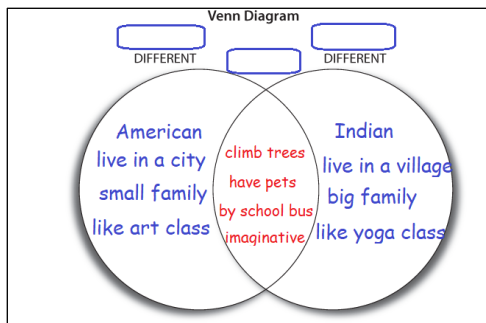 Venn Diagram
DIFFERENT
DIFFERENT
American
live in a city
small family
like art class
climb trees
have pets
by school bus
imaginative
Indian
live in a village
big family
like yoga class